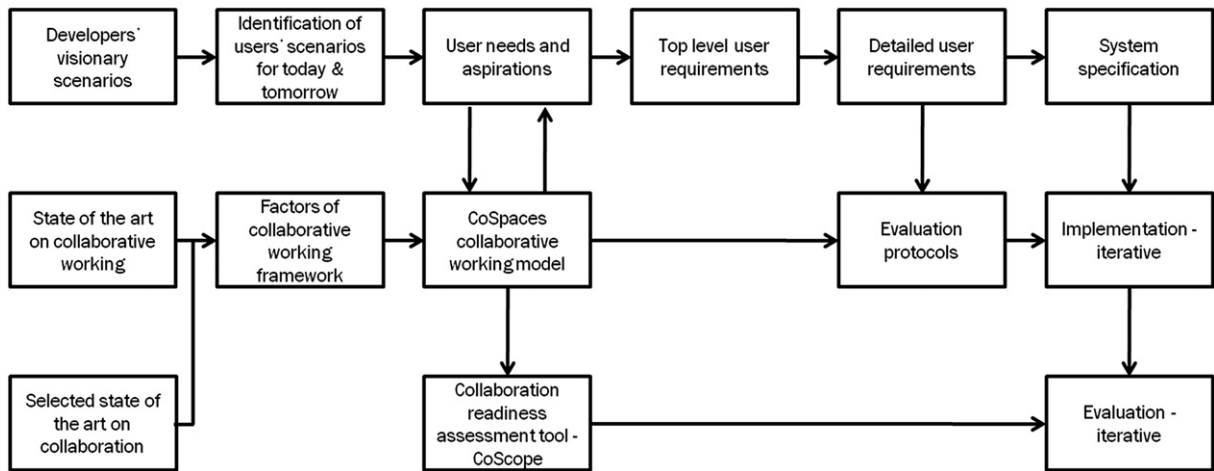 Developers'
visionary
scenarios
Identification of
users' scenarios
for today &
tomorrow
User needs and
aspirations
Top level user
requirements
Detailed user
requirements
System
specification
State of the art
on collaborative
working
Factors of
collaborative
working
framework
CoSpaces
collaborative
working model
Evaluation
protocols
Implementation -
iterative
Selected state of
the art on
collaboration
Collaboration
readiness
assessment tool -
CoScope
Evaluation -
iterative